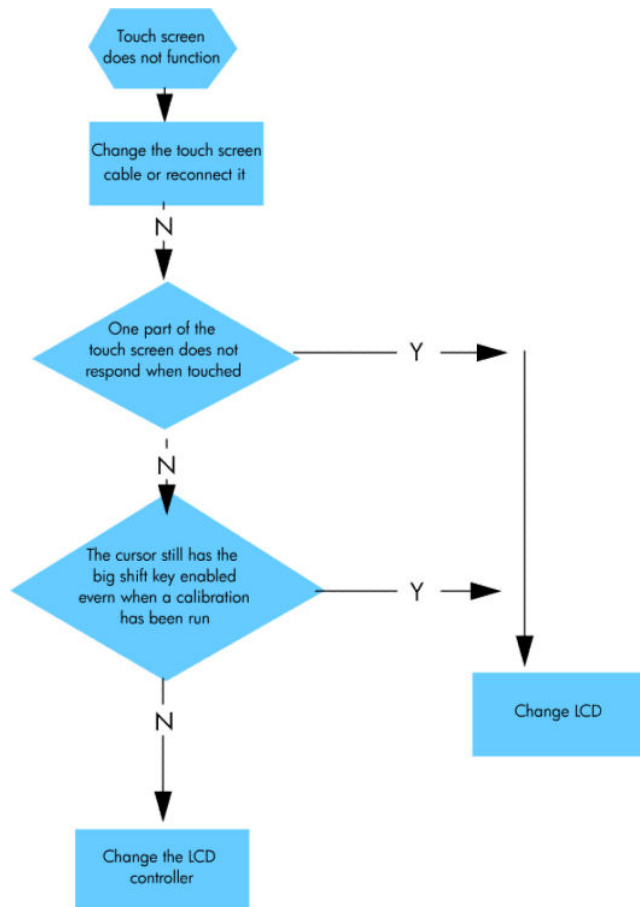 Touch screen
does not function
Change the touch screen
cable or reconnect it
N
One part of the
touch screen does not
respond when touched
Y
N
The cursor still has the
big shift key enabled
evern when a calibration
has been run
Y
N
Change LCD
Change the LCD
controller